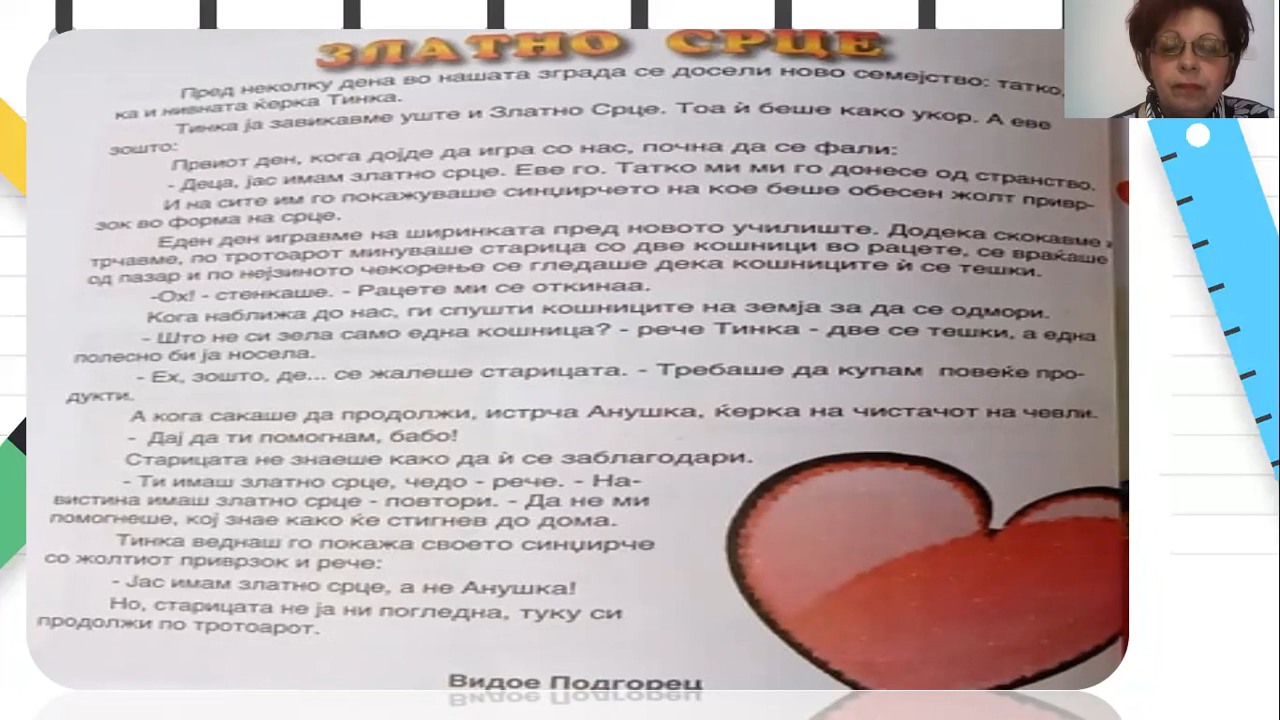 ЗЛАТНО СРЦЕ
Пред неколку дена во нашата зграда се досели ново семејство: татко,
ка и нивната ќерка Тинка.
Тинка ја завикавме уште и Златно Срце. Тоа ѝ беше како укор. А еве
зошто:
Првиот ден, кога дојде да игра со нас, почна да се фали:
- Деца, јас имам златно срце. Еве го. Татко ми ми го донесе од странство.
И на сите им го покажуваше синџирчето на кое беше обесен жолт приврзок во форма на срце.
Еден ден игравме на ширинката пред новото училиште. Додека скокавме
трчавме, по тротоарот минуваше старица со две кошници во рацете, се враќаше
од пазар и по нејзиното чекорење се гледаше дека кошниците ѝ се тешки.
-Ох! - стенкаше. - Рацете ми се откинаа.
Кога наближа до нас, ги спушти кошниците на земја за да се одмори.
- Што не си зела само една кошница? - рече Тинка - две се тешки, а една
полесно би ја носела.
- Ех, зошто, де... се жалеше старицата. - Требаше да купам повеќе про-
дукти.
А кога сакаше да продолжи, истрча Анушка, ќерка на чистачот на чевли.
- Дај да ти помогнам, бабо!
Старицата не знаеше како да ѝ се заблагодари.
- Ти имаш златно срце, чедо - рече. - На-
вистина имаш златно срце - повтори. - Да не ми
помогнеше, кој знае како ќе стигнев до дома.
Тинка веднаш го покажа своето синџирче
со жолтиот приврзок и рече:
- Јас имам златно срце, а не Анушка!
Но, старицата не ја ни погледна, туку си
продолжи по тротоарот.
Видое Подгорец